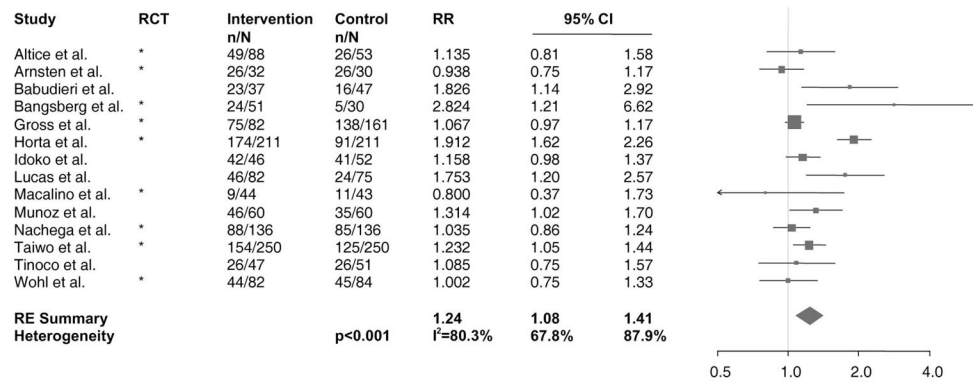 Study RCT Intervention Control RR 95% CI
n/N n/N
Altice et al. * 49/88 26/53 1.135 0.81 1.58
Arnsten et al. * 26/32 26/30 0.938 0.75 1.17
Babudieri et al. 23/37 16/47 1.826 1.14 2.92
Bangsberg et al. * 24/51 5/30 2.824 1.21 6.62
Gross et al. * 75/82 138/161 1.067 0.97 1.17
Horta et al. * 174/211 91/211 1.912 1.62 2.26
Idoko et al. 42/46 41/52 1.158 0.98 1.37
Lucas et al. 46/82 24/75 1.753 1.20 2.57
Macalino et al. * 9/44 11/43 0.800 0.37 1.73
Munoz et al. 46/60 35/60 1.314 1.02 1.70
Nachega et al. * 88/136 85/136 1.035 0.86 1.24
Taiwo et al. * 154/250 125/250 1.232 1.05 1.44
Tinoco et al. 26/47 26/51 1.085 0.75 1.57
Wohl et al. * 44/82 45/84 1.002 0.75 1.33
RE Summary 1.24 1.08 1.41
Heterogeneity p<0.001 I²=80.3% 67.8% 87.9%
0.5 1.0 2.0 4.0